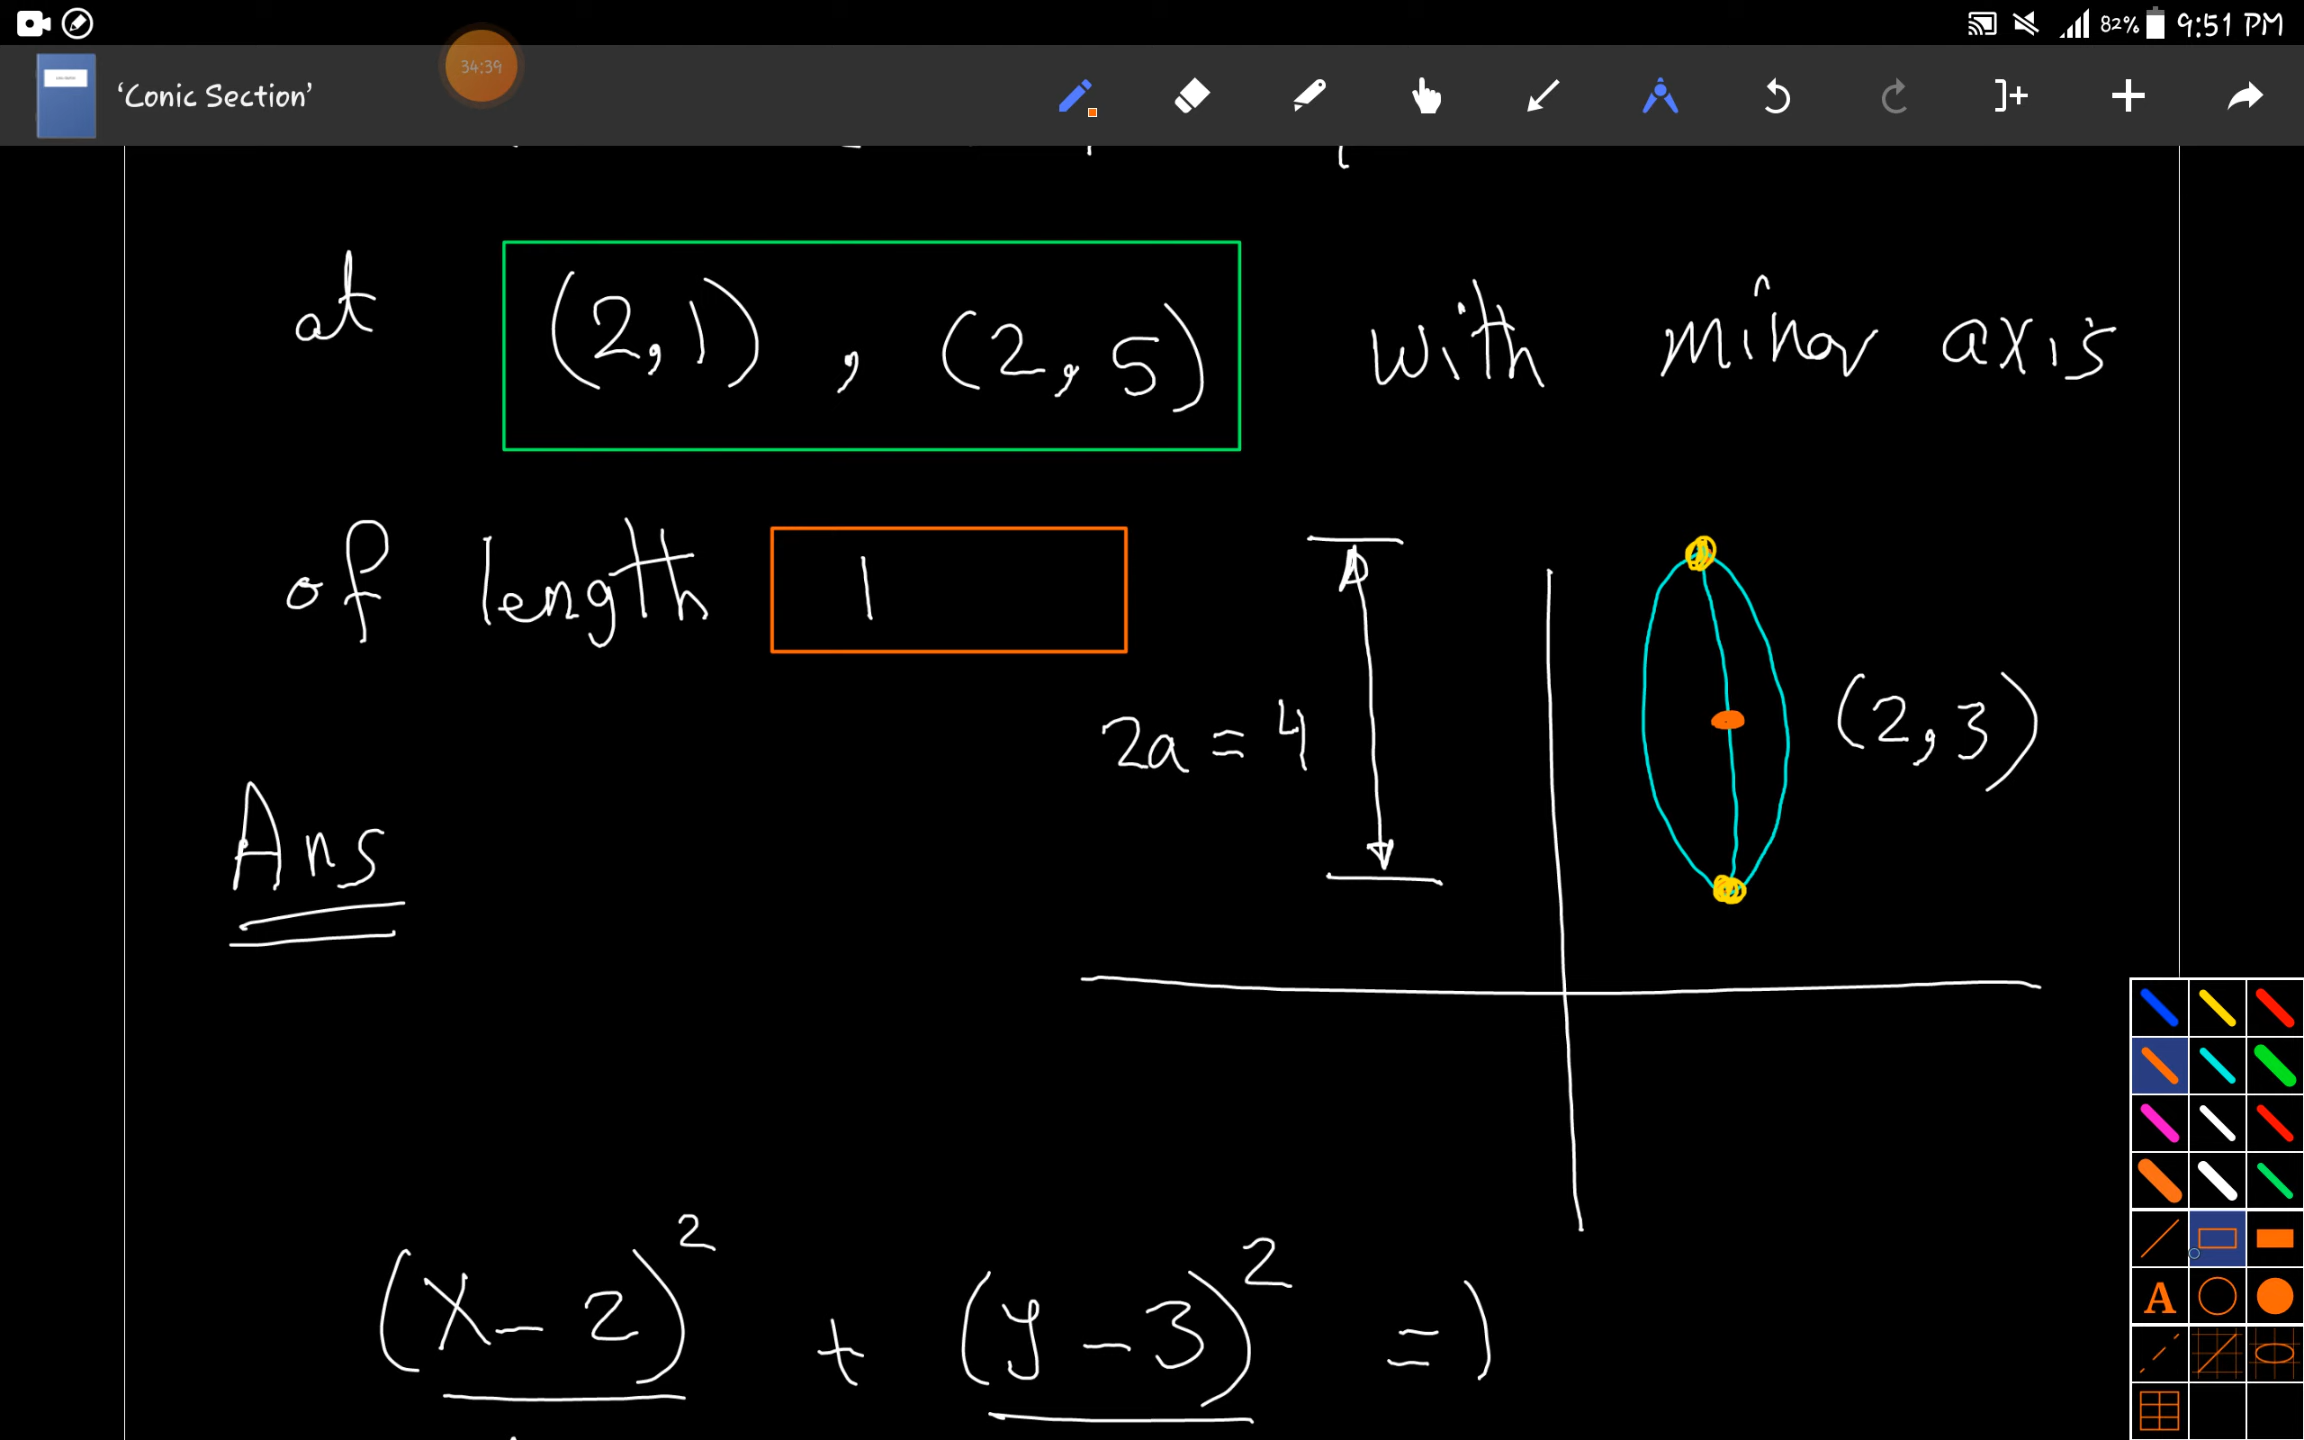 82% 9:51 PM
34:39
'Conic Section'
at (2,1) , (2,5) with minor axis
of length 1
2a = 4
(2,3)
Ans
(x-2)² + (y-3)² = 1
A